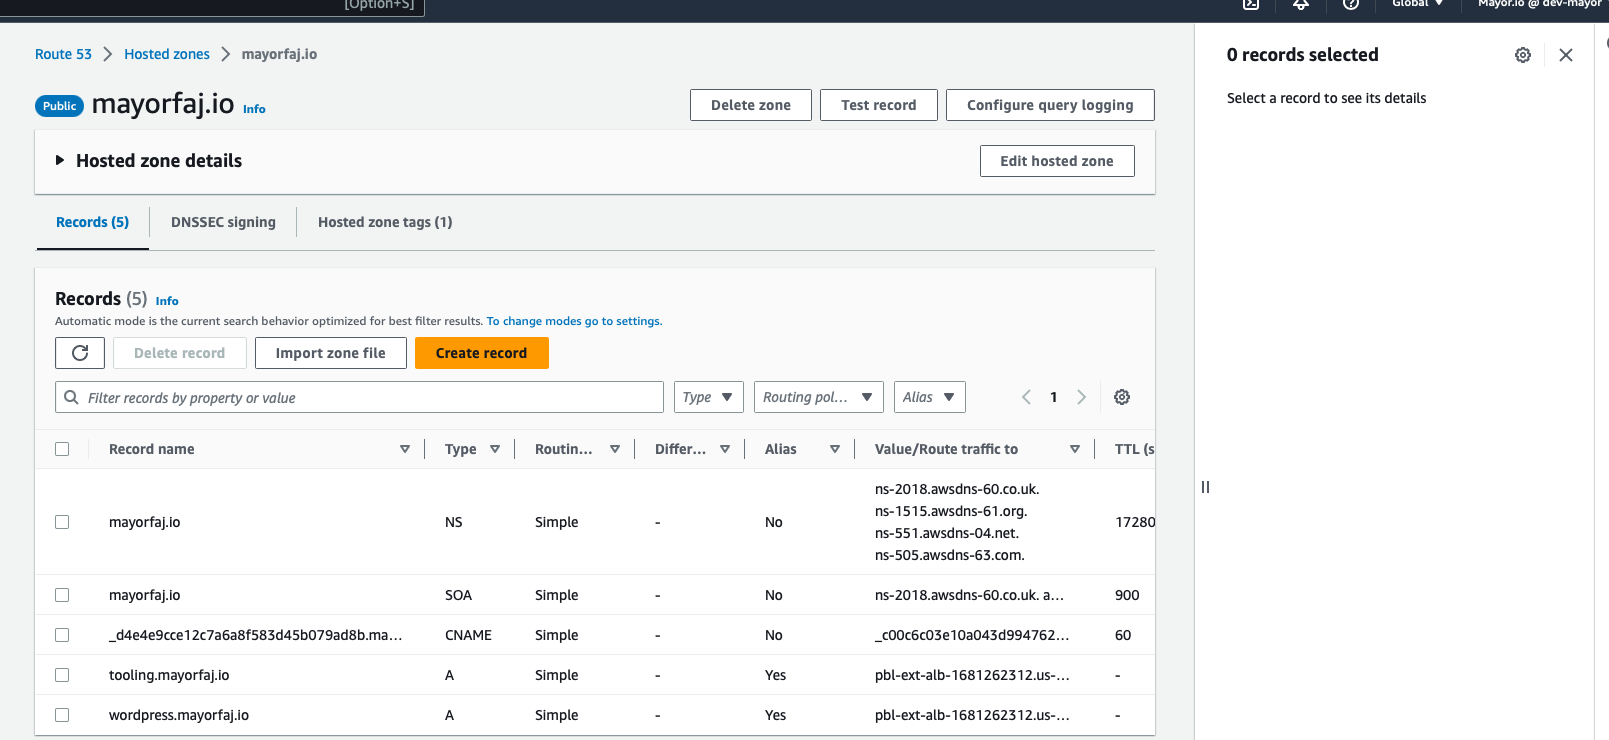 [Option+S]
Global
Mayor.io @ dev-mayor
Route 53
Hosted zones
mayorfaj.io
Public
mayorfaj.io
Info
Delete zone
Test record
Configure query logging
Hosted zone details
Edit hosted zone
Records (5)
DNSSEC signing
Hosted zone tags (1)
Records (5) Info
Automatic mode is the current search behavior optimized for best filter results. To change modes go to settings.
Delete record
Import zone file
Create record
Filter records by property or value
Type
Routing pol...
Alias
1
Record name
Type
Routin...
Differ...
Alias
Value/Route traffic to
TTL (s
mayorfaj.io
NS
Simple
-
No
ns-2018.awsdns-60.co.uk.
ns-1515.awsdns-61.org.
ns-551.awsdns-04.net.
ns-505.awsdns-63.com.
17280
mayorfaj.io
SOA
Simple
-
No
ns-2018.awsdns-60.co.uk. a...
900
_d4e4e9cce12c7a6a8f583d45b079ad8b.ma...
CNAME
Simple
-
No
_c00c6c03e10a043d994762...
60
tooling.mayorfaj.io
A
Simple
-
Yes
pbl-ext-alb-1681262312.us-...
-
wordpress.mayorfaj.io
A
Simple
-
Yes
pbl-ext-alb-1681262312.us-...
-
0 records selected
Select a record to see its details